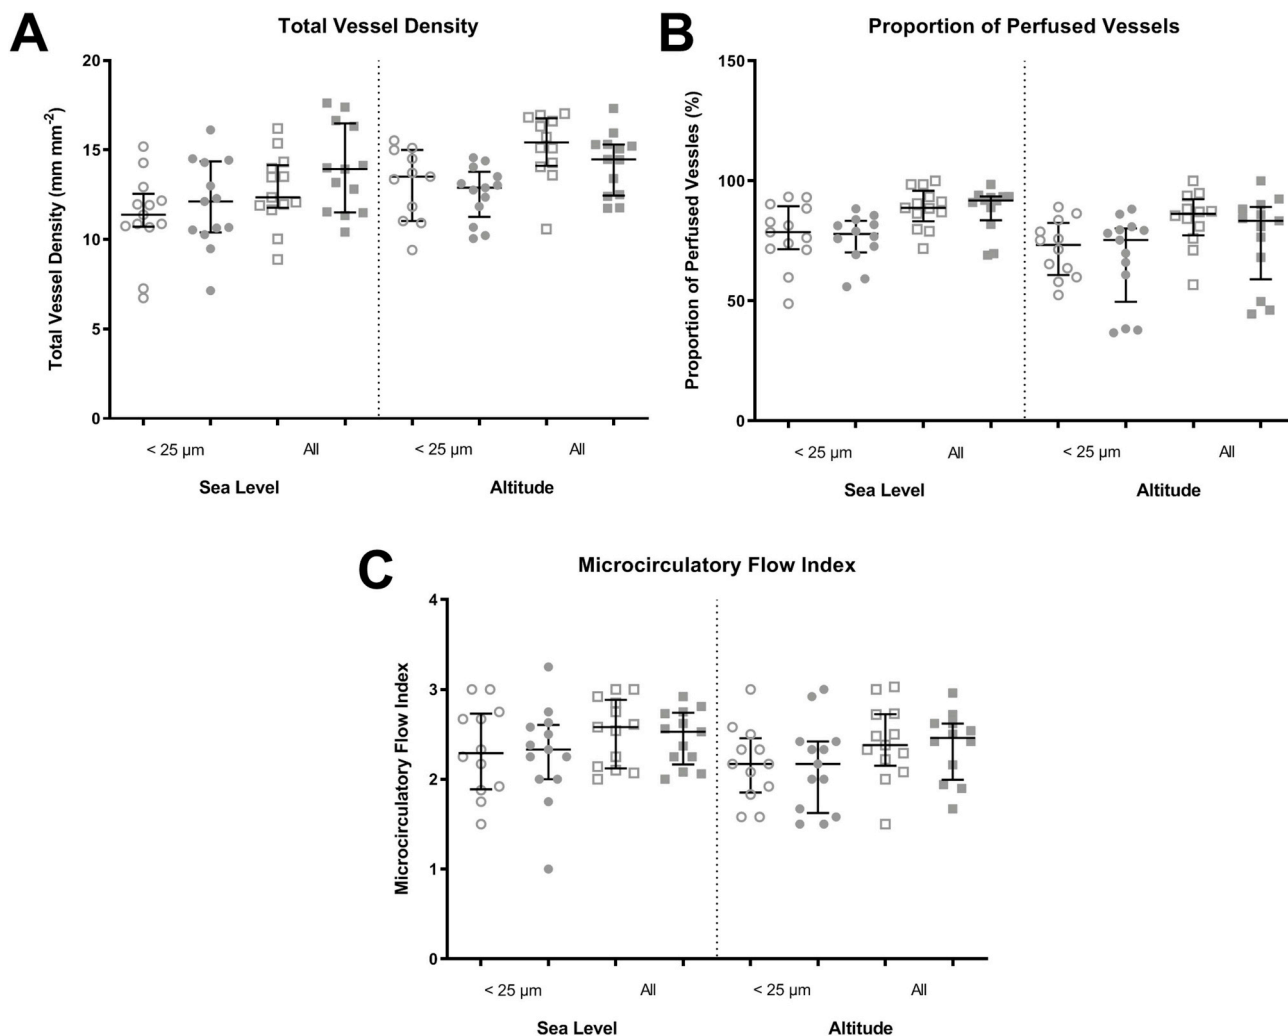 A
Total Vessel Density
Total Vessel Density (mm mm-2)
20
15
10
5
0
< 25 µm
All
< 25 µm
All
Sea Level
Altitude
B
Proportion of Perfused Vessels
Proportion of Perfused Vessles (%)
150
100
50
0
< 25 µm
All
< 25 µm
All
Sea Level
Altitude
C
Microcirculatory Flow Index
Microcirculatory Flow Index
4
3
2
1
0
< 25 µm
All
< 25 µm
All
Sea Level
Altitude